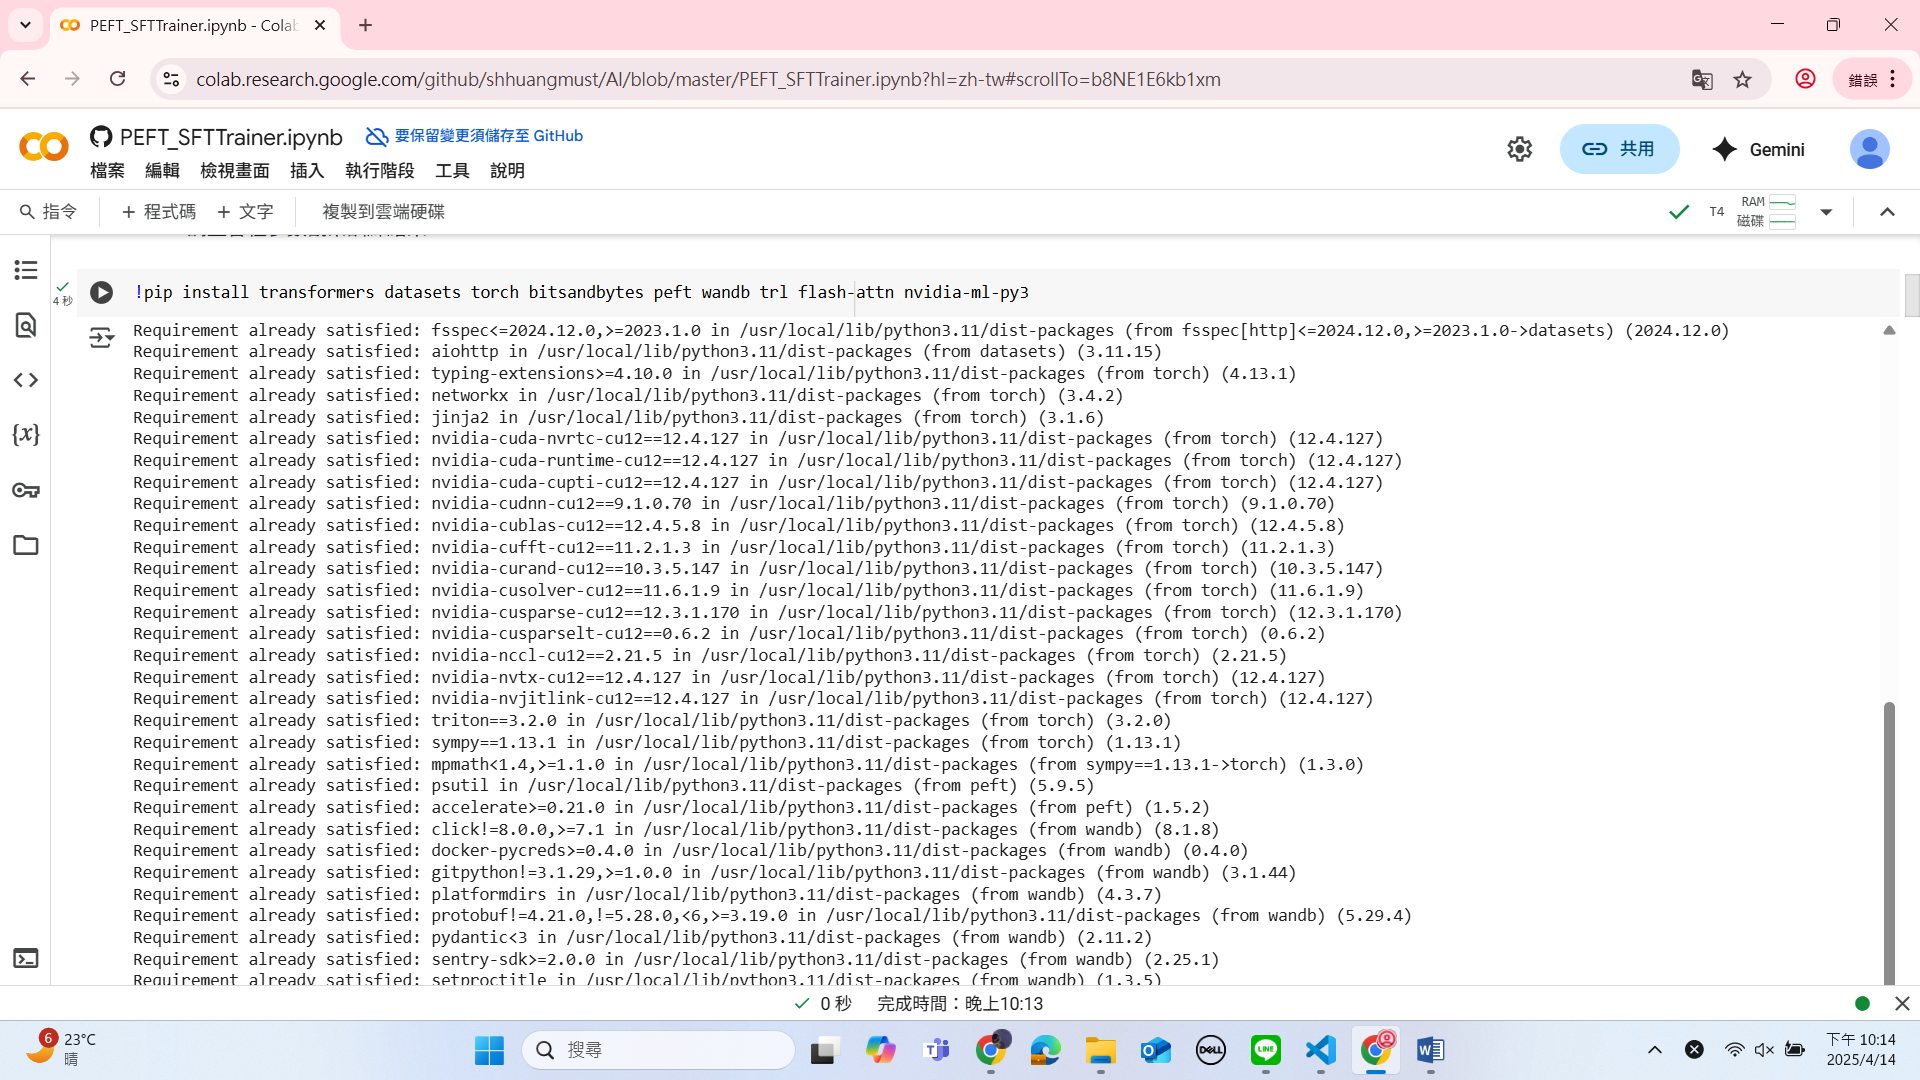 PEFT_SFTTrainer.ipynb - Colab
colab.research.google.com/github/shhuangmust/AI/blob/master/PEFT_SFTTrainer.ipynb?hl=zh-tw#scrollTo=b8NE1E6kb1xm
錯誤
PEFT_SFTTrainer.ipynb
要保留變更須儲存至 GitHub
檔案 編輯 檢視畫面 插入 執行階段 工具 說明
共用
Gemini
指令 + 程式碼 + 文字 複製到雲端硬碟
T4 RAM
磁碟
4 秒
!pip install transformers datasets torch bitsandbytes peft wandb trl flash-attn nvidia-ml-py3
Requirement already satisfied: fsspec<=2024.12.0,>=2023.1.0 in /usr/local/lib/python3.11/dist-packages (from fsspec[http]<=2024.12.0,>=2023.1.0->datasets) (2024.12.0)
Requirement already satisfied: aiohttp in /usr/local/lib/python3.11/dist-packages (from datasets) (3.11.15)
Requirement already satisfied: typing-extensions>=4.10.0 in /usr/local/lib/python3.11/dist-packages (from torch) (4.13.1)
Requirement already satisfied: networkx in /usr/local/lib/python3.11/dist-packages (from torch) (3.4.2)
Requirement already satisfied: jinja2 in /usr/local/lib/python3.11/dist-packages (from torch) (3.1.6)
Requirement already satisfied: nvidia-cuda-nvrtc-cu12==12.4.127 in /usr/local/lib/python3.11/dist-packages (from torch) (12.4.127)
Requirement already satisfied: nvidia-cuda-runtime-cu12==12.4.127 in /usr/local/lib/python3.11/dist-packages (from torch) (12.4.127)
Requirement already satisfied: nvidia-cuda-cupti-cu12==12.4.127 in /usr/local/lib/python3.11/dist-packages (from torch) (12.4.127)
Requirement already satisfied: nvidia-cudnn-cu12==9.1.0.70 in /usr/local/lib/python3.11/dist-packages (from torch) (9.1.0.70)
Requirement already satisfied: nvidia-cublas-cu12==12.4.5.8 in /usr/local/lib/python3.11/dist-packages (from torch) (12.4.5.8)
Requirement already satisfied: nvidia-cufft-cu12==11.2.1.3 in /usr/local/lib/python3.11/dist-packages (from torch) (11.2.1.3)
Requirement already satisfied: nvidia-curand-cu12==10.3.5.147 in /usr/local/lib/python3.11/dist-packages (from torch) (10.3.5.147)
Requirement already satisfied: nvidia-cusolver-cu12==11.6.1.9 in /usr/local/lib/python3.11/dist-packages (from torch) (11.6.1.9)
Requirement already satisfied: nvidia-cusparse-cu12==12.3.1.170 in /usr/local/lib/python3.11/dist-packages (from torch) (12.3.1.170)
Requirement already satisfied: nvidia-cusparselt-cu12==0.6.2 in /usr/local/lib/python3.11/dist-packages (from torch) (0.6.2)
Requirement already satisfied: nvidia-nccl-cu12==2.21.5 in /usr/local/lib/python3.11/dist-packages (from torch) (2.21.5)
Requirement already satisfied: nvidia-nvtx-cu12==12.4.127 in /usr/local/lib/python3.11/dist-packages (from torch) (12.4.127)
Requirement already satisfied: nvidia-nvjitlink-cu12==12.4.127 in /usr/local/lib/python3.11/dist-packages (from torch) (12.4.127)
Requirement already satisfied: triton==3.2.0 in /usr/local/lib/python3.11/dist-packages (from torch) (3.2.0)
Requirement already satisfied: sympy==1.13.1 in /usr/local/lib/python3.11/dist-packages (from torch) (1.13.1)
Requirement already satisfied: mpmath<1.4,>=1.1.0 in /usr/local/lib/python3.11/dist-packages (from sympy==1.13.1->torch) (1.3.0)
Requirement already satisfied: psutil in /usr/local/lib/python3.11/dist-packages (from peft) (5.9.5)
Requirement already satisfied: accelerate>=0.21.0 in /usr/local/lib/python3.11/dist-packages (from peft) (1.5.2)
Requirement already satisfied: click!=8.0.0,>=7.1 in /usr/local/lib/python3.11/dist-packages (from wandb) (8.1.8)
Requirement already satisfied: docker-pycreds>=0.4.0 in /usr/local/lib/python3.11/dist-packages (from wandb) (0.4.0)
Requirement already satisfied: gitpython!=3.1.29,>=1.0.0 in /usr/local/lib/python3.11/dist-packages (from wandb) (3.1.44)
Requirement already satisfied: platformdirs in /usr/local/lib/python3.11/dist-packages (from wandb) (4.3.7)
Requirement already satisfied: protobuf!=4.21.0,!=5.28.0,<6,>=3.19.0 in /usr/local/lib/python3.11/dist-packages (from wandb) (5.29.4)
Requirement already satisfied: pydantic<3 in /usr/local/lib/python3.11/dist-packages (from wandb) (2.11.2)
Requirement already satisfied: sentry-sdk>=2.0.0 in /usr/local/lib/python3.11/dist-packages (from wandb) (2.25.1)
Requirement already satisfied: setproctitle in /usr/local/lib/python3.11/dist-packages (from wandb) (1.3.5)
0 秒 完成時間：晚上10:13
6 23°C
晴
搜尋
下午 10:14
2025/4/14